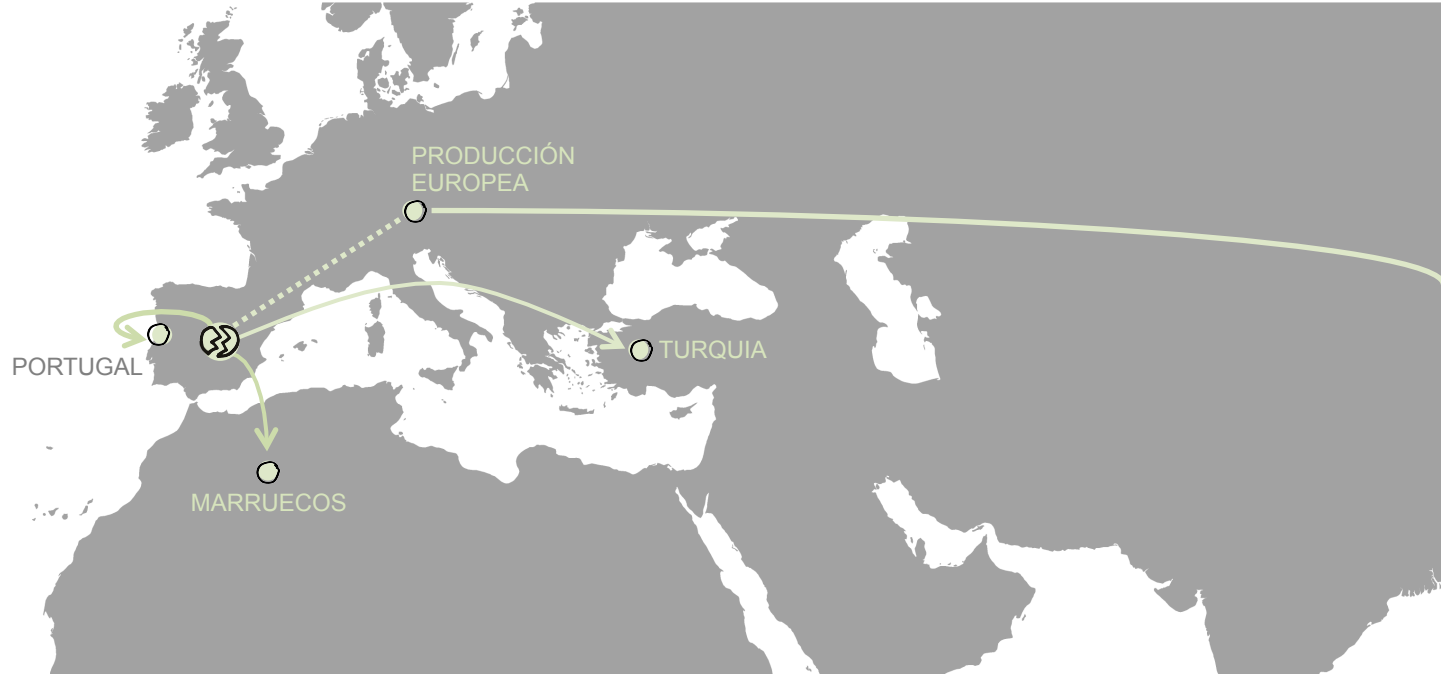 PRODUCCIÓN
EUROPEA
TURQUIA
PORTUGAL
MARRUECOS